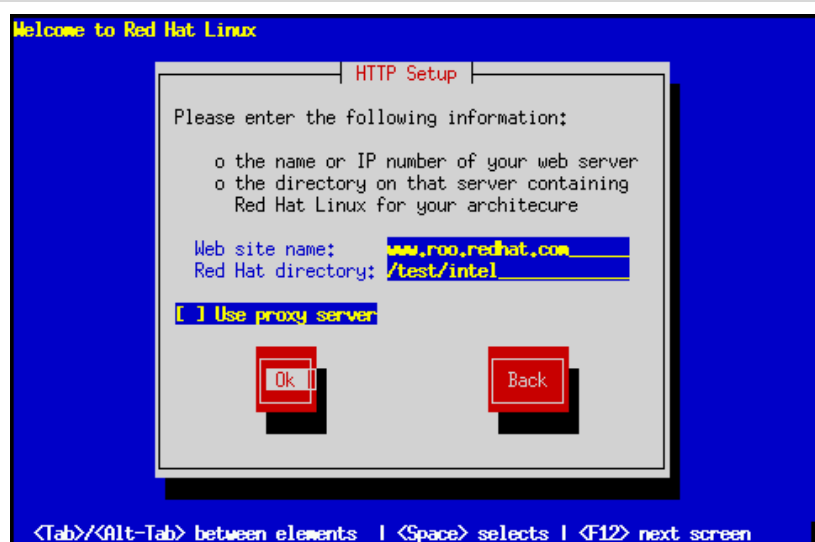 Welcome to Red Hat Linux
HTTP Setup
Please enter the following information:
o the name or IP number of your web server
o the directory on that server containing
Red Hat Linux for your architecure
Web site name: www.roo.redhat.com______
Red Hat directory: /test/intel_____________
[ ] Use proxy server
Ok Back
<Tab>/<Alt-Tab> between elements | <Space> selects | <F12> next screen